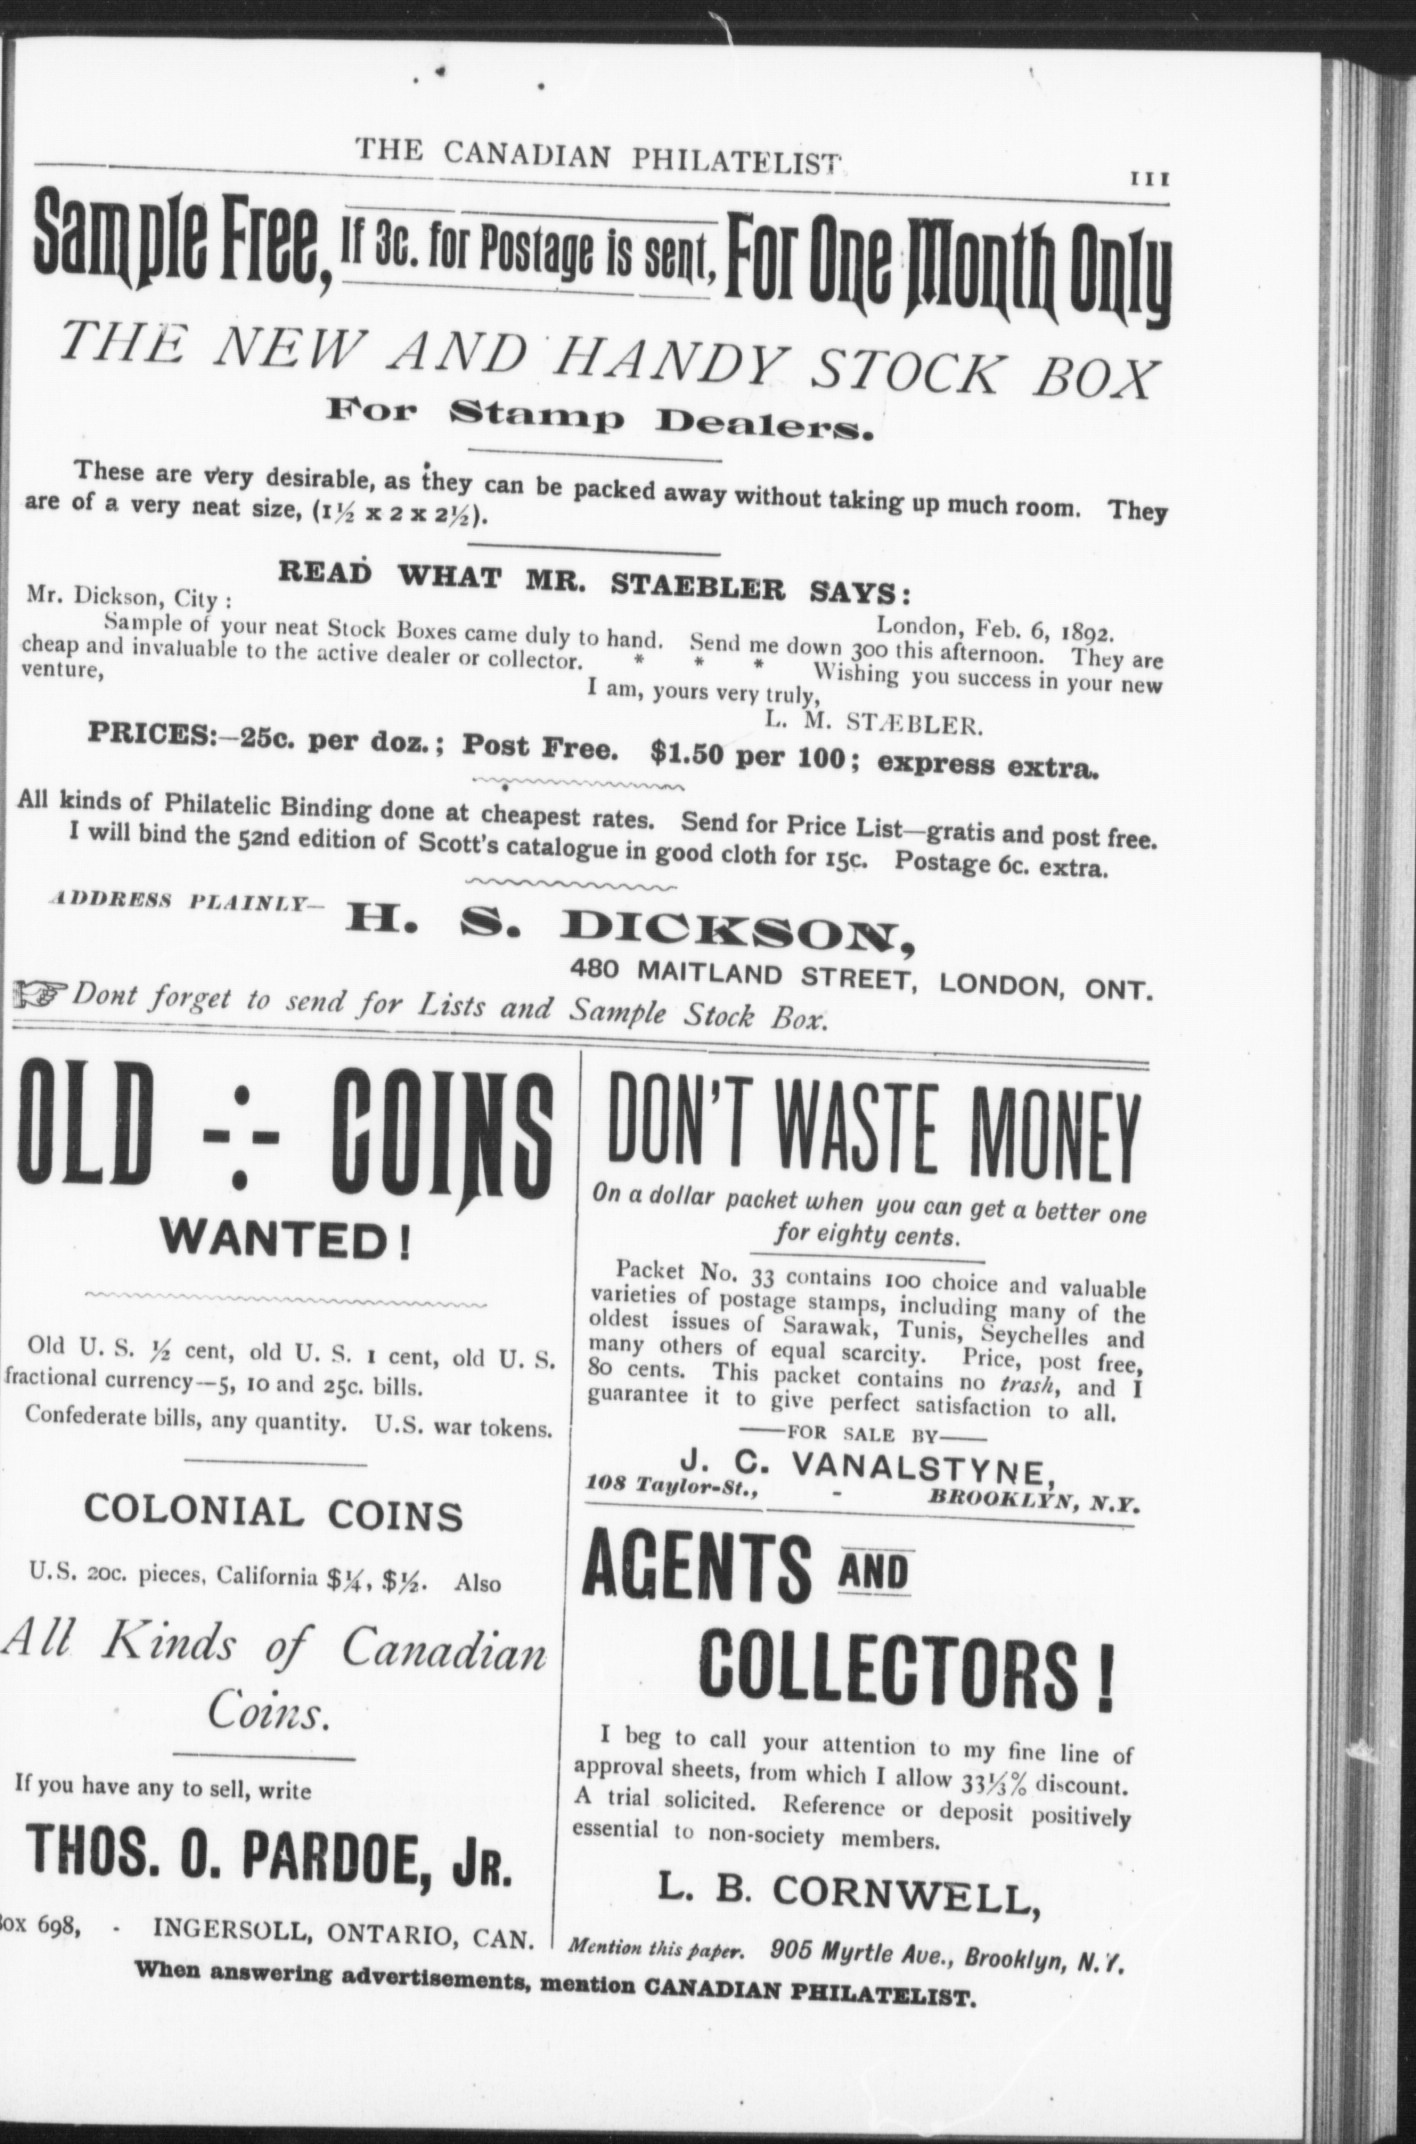 THE CANADIAN PHILATELIST
III
Sample Free, If 3c. for Postage is sent, For One Month Only
THE NEW AND HANDY STOCK BOX
For Stamp Dealers.
These are very desirable, as they can be packed away without taking up much room. They
are of a very neat size, (1½ x 2 x 2½).
READ WHAT MR. STAEBLER SAYS:
Mr. Dickson, City :
London, Feb. 6, 1892.
Sample of your neat Stock Boxes came duly to hand. Send me down 300 this afternoon. They are
cheap and invaluable to the active dealer or collector. * * * Wishing you success in your new
venture,
I am, yours very truly,
L. M. STÆBLER.
PRICES:—25c. per doz.; Post Free. $1.50 per 100; express extra.
All kinds of Philatelic Binding done at cheapest rates. Send for Price List—gratis and post free.
I will bind the 52nd edition of Scott's catalogue in good cloth for 15c. Postage 6c. extra.
ADDRESS PLAINLY— H. S. DICKSON,
480 MAITLAND STREET, LONDON, ONT.
☞ Dont forget to send for Lists and Sample Stock Box.
OLD -:- COINS
WANTED!
Old U. S. ½ cent, old U. S. 1 cent, old U. S.
fractional currency—5, 10 and 25c. bills.
Confederate bills, any quantity. U.S. war tokens.
COLONIAL COINS
U.S. 20c. pieces, California $¼, $½. Also
All Kinds of Canadian
Coins.
If you have any to sell, write
THOS. O. PARDOE, JR.
Box 698, - INGERSOLL, ONTARIO, CAN.
DON'T WASTE MONEY
On a dollar packet when you can get a better one
for eighty cents.
Packet No. 33 contains 100 choice and valuable
varieties of postage stamps, including many of the
oldest issues of Sarawak, Tunis, Seychelles and
many others of equal scarcity. Price, post free,
80 cents. This packet contains no trash, and I
guarantee it to give perfect satisfaction to all.
——FOR SALE BY——
J. C. VANALSTYNE,
108 Taylor-St., - BROOKLYN, N.Y.
AGENTS AND
COLLECTORS!
I beg to call your attention to my fine line of
approval sheets, from which I allow 33⅓% discount.
A trial solicited. Reference or deposit positively
essential to non-society members.
L. B. CORNWELL,
Mention this paper. 905 Myrtle Ave., Brooklyn, N.Y.
When answering advertisements, mention CANADIAN PHILATELIST.